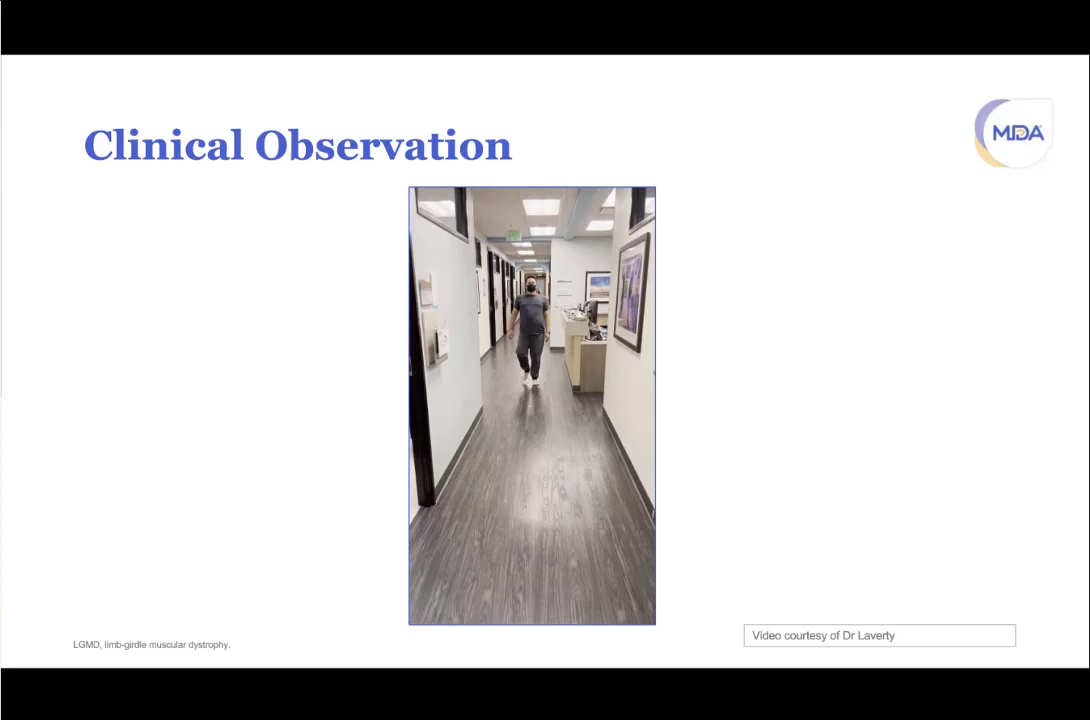 Clinical Observation
MDA
LGMD, limb-girdle muscular dystrophy.
Video courtesy of Dr Laverty